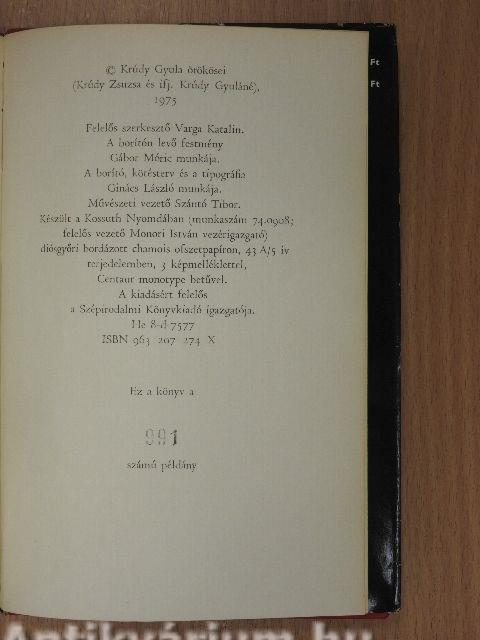 © Krúdy Gyula örökösei
(Krúdy Zsuzsa és ifj. Krúdy Gyuláné),
1975
Felelős szerkesztő Varga Katalin.
A borítón levő festmény
Gábor Móric munkája.
A borító, kötésterv és a tipográfia
Gínács László munkája.
Művészeti vezető Szántó Tibor.
Készült a Kossuth Nyomdában (munkaszám 74.0908;
felelős vezető Monori István vezérigazgató)
diósgyőri bordázott chamois ofszetpapíron, 43 A/5 ív
terjedelemben, 3 képmelléklettel,
Centaur monotype betűvel.
A kiadásért felelős
a Szépirodalmi Könyvkiadó igazgatója.
He 8-d-7577
ISBN 963 207 274 X
Ez a könyv a
991
számú példány
Ft
Ft
Antikvárium.hu